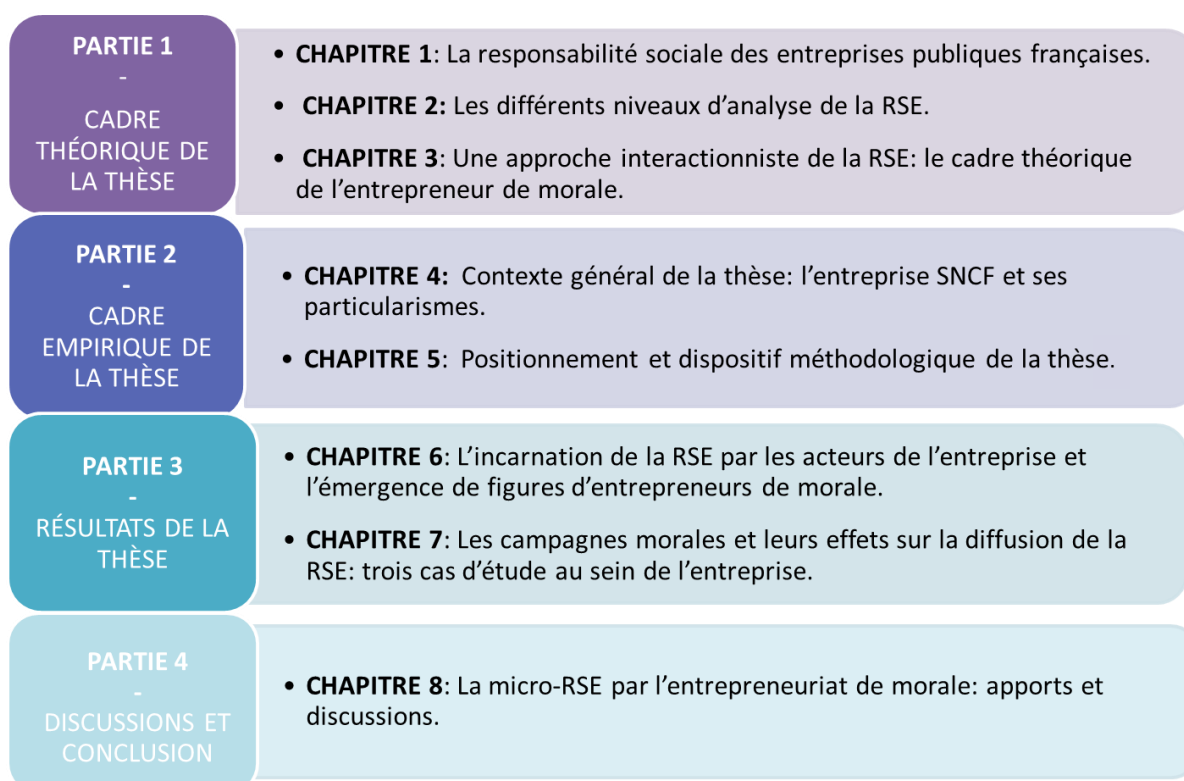 PARTIE 1
-
CADRE
THÉORIQUE DE
LA THÈSE
• CHAPITRE 1: La responsabilité sociale des entreprises publiques françaises.
• CHAPITRE 2: Les différents niveaux d’analyse de la RSE.
• CHAPITRE 3: Une approche interactionniste de la RSE: le cadre théorique
de l’entrepreneur de morale.
PARTIE 2
-
CADRE
EMPIRIQUE DE
LA THÈSE
• CHAPITRE 4: Contexte général de la thèse: l’entreprise SNCF et ses
particularismes.
• CHAPITRE 5: Positionnement et dispositif méthodologique de la thèse.
PARTIE 3
-
RÉSULTATS DE LA
THÈSE
• CHAPITRE 6: L’incarnation de la RSE par les acteurs de l’entreprise et
l’émergence de figures d’entrepreneurs de morale.
• CHAPITRE 7: Les campagnes morales et leurs effets sur la diffusion de la
RSE: trois cas d’étude au sein de l’entreprise.
PARTIE 4
-
DISCUSSIONS ET
CONCLUSION
• CHAPITRE 8: La micro-RSE par l’entrepreneuriat de morale: apports et
discussions.